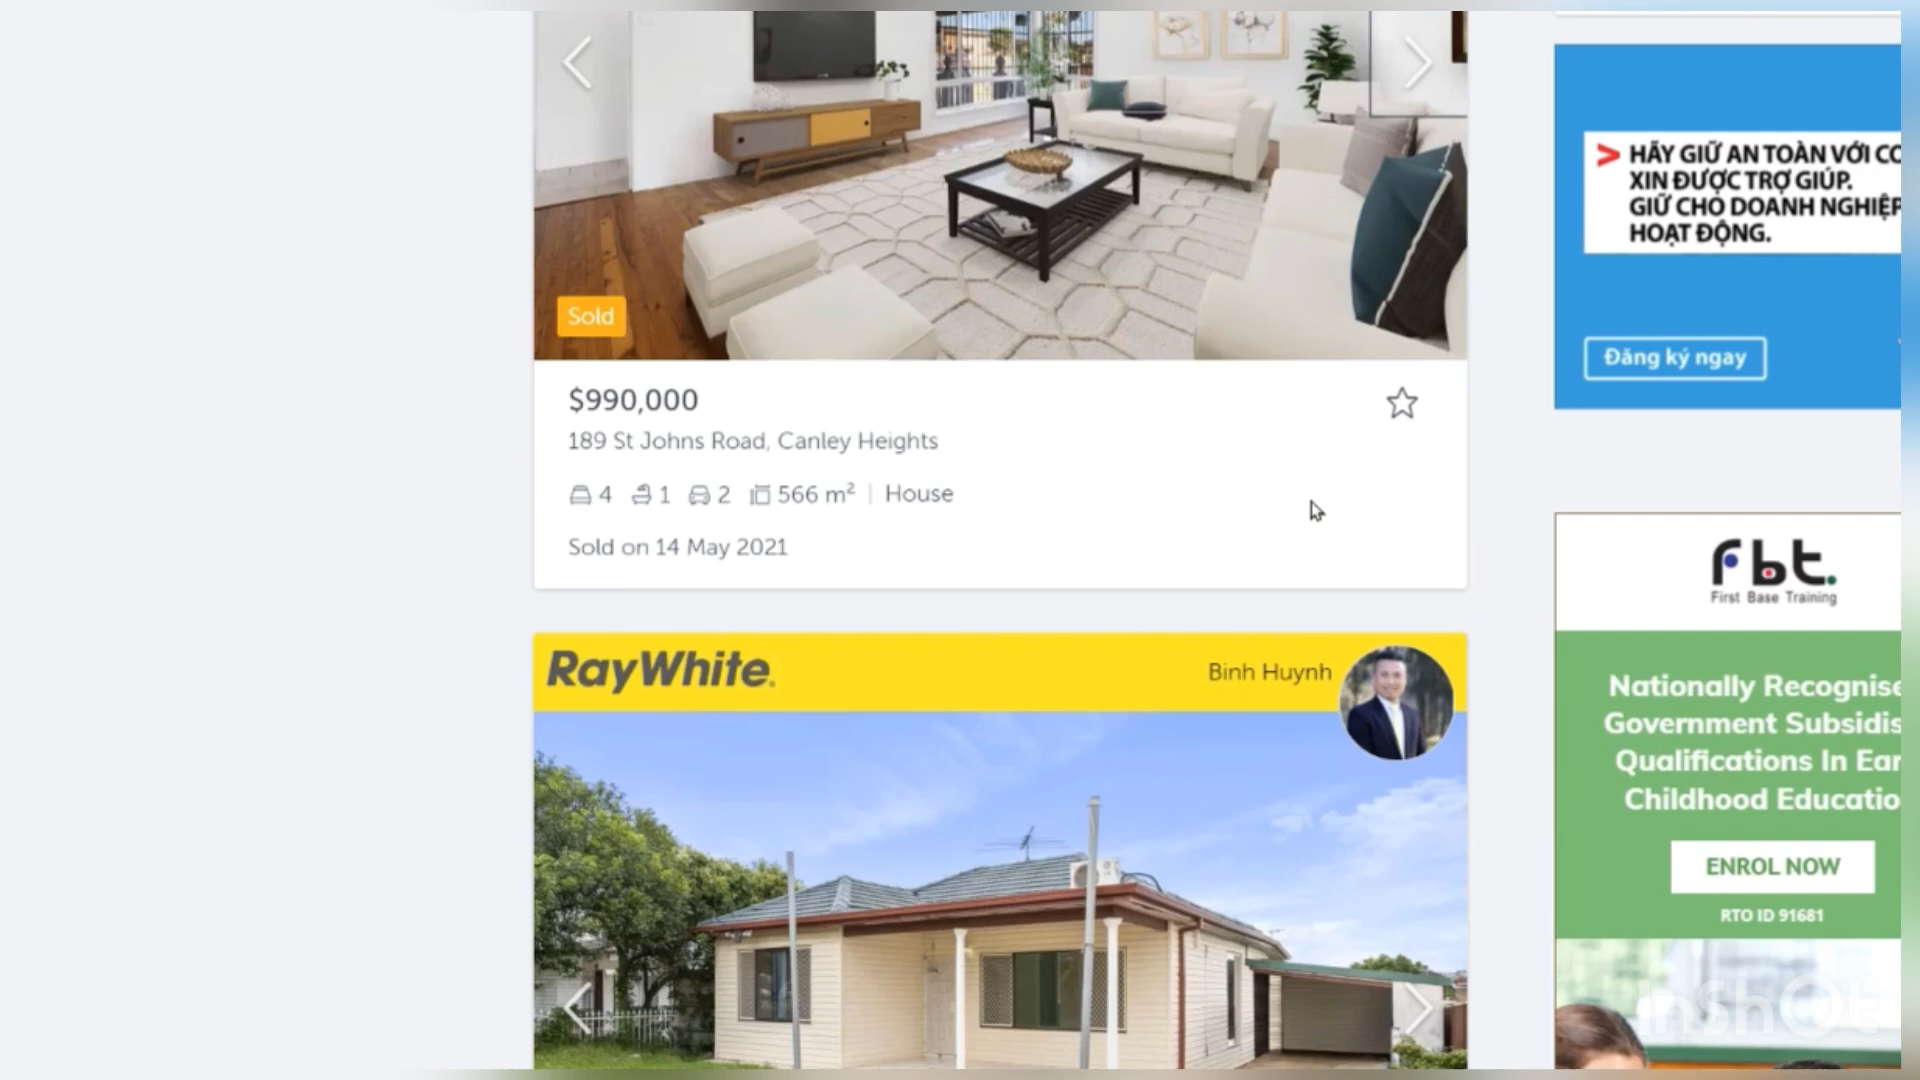 Sold
$990,000
189 St Johns Road, Canley Heights
4 1 2 566 m² | House
Sold on 14 May 2021
RayWhite.
Binh Huynh
> HÃY GIỮ AN TOÀN VỚI
XIN ĐƯỢC TRỢ GIÚP.
GIỮ CHO DOANH NGHIỆP
HOẠT ĐỘNG.
Đăng ký ngay
fbt.
First Base Training
Nationally Recognise
Government Subsidis
Qualifications In Ear
Childhood Educatio
ENROL NOW
RTO ID 91681
InShOt